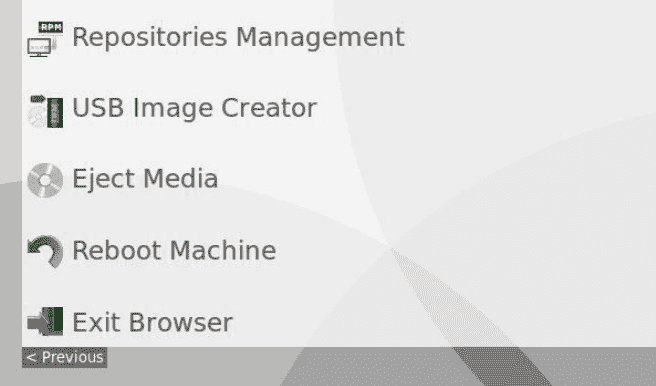 RPM
Repositories Management
USB Image Creator
Eject Media
Reboot Machine
Exit Browser
< Previous